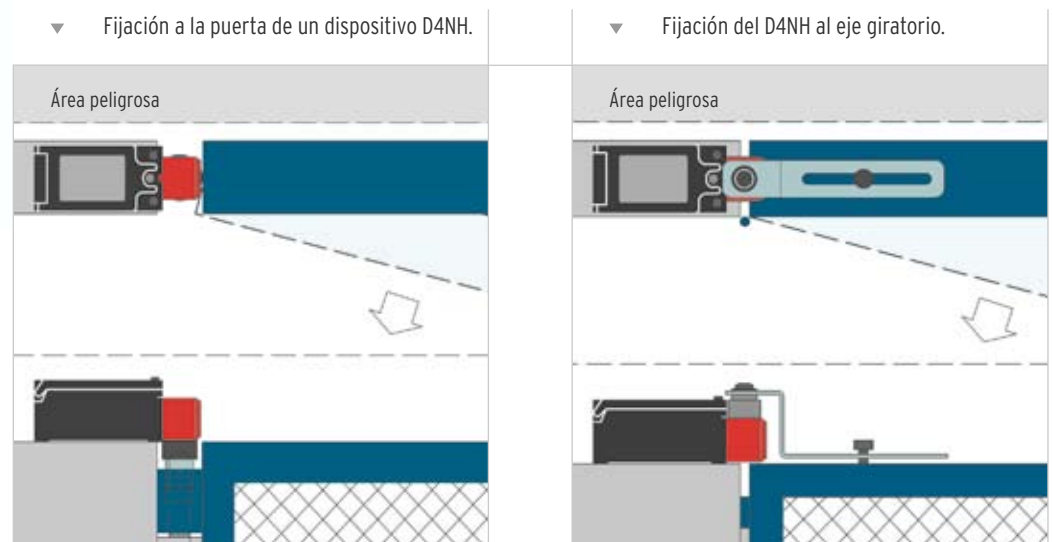 Fijación a la puerta de un dispositivo D4NH.
Fijación del D4NH al eje giratorio.
Área peligrosa
Área peligrosa